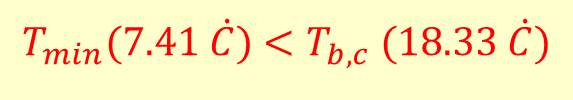 T_min(7.41 Ċ) < T_b,c (18.33 Ċ)